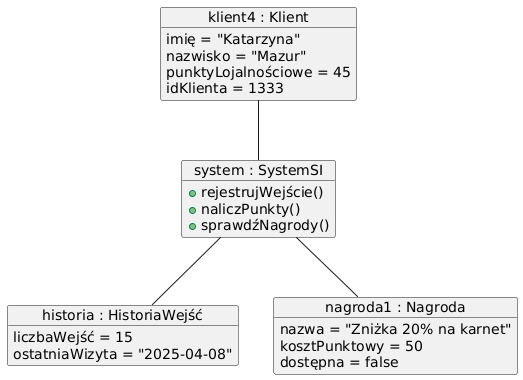 klient4 : Klient
imię = "Katarzyna"
nazwisko = "Mazur"
punktyLojalnościowe = 45
idKlienta = 1333
system : SystemSI
rejestrujWejście()
naliczPunkty()
sprawdźNagrody()
historia : HistoriaWejść
liczbaWejść = 15
ostatniaWizyta = "2025-04-08"
nagroda1 : Nagroda
nazwa = "Zniżka 20% na karnet"
kosztPunktowy = 50
dostępna = false